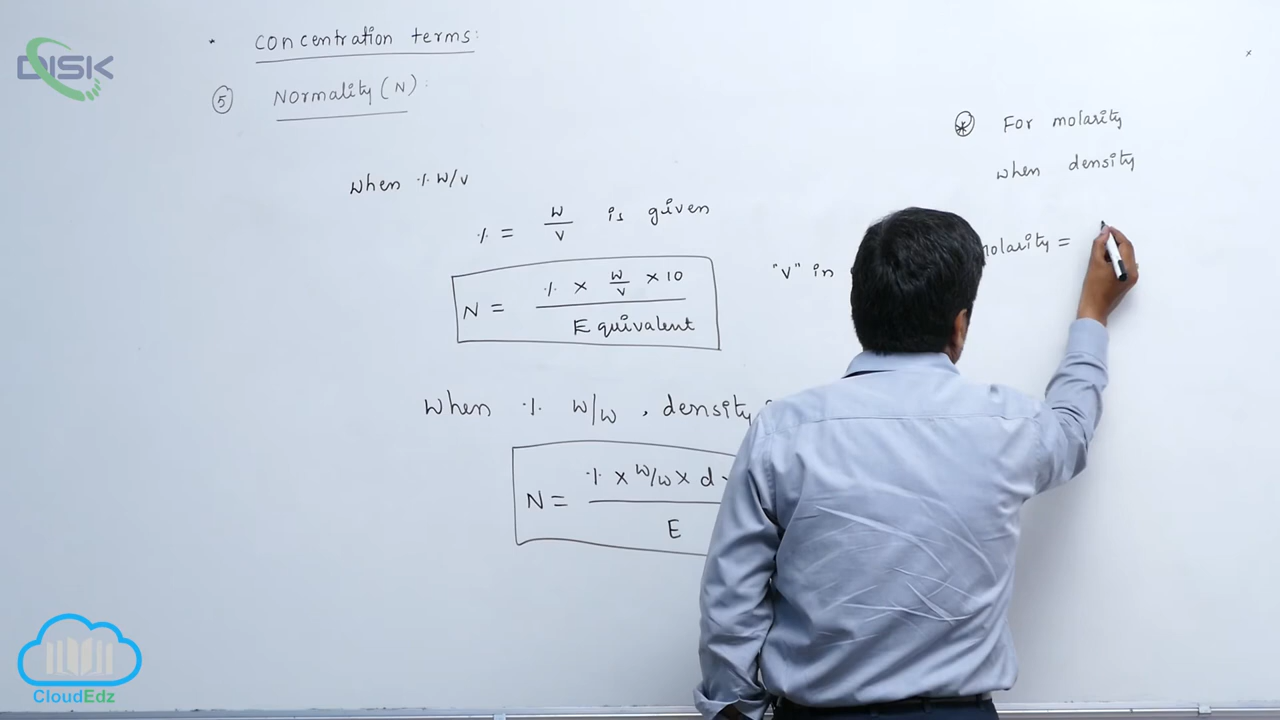 DISK
* concentration terms:
⑤ Normality (N):
When % W/V
% = W/V is given
N = % × W/V × 10 / Equivalent
"V" in
When % W/W, density
N = % × W/W × d / E
⊛ For molarity
when density
molarity =
CloudEdz